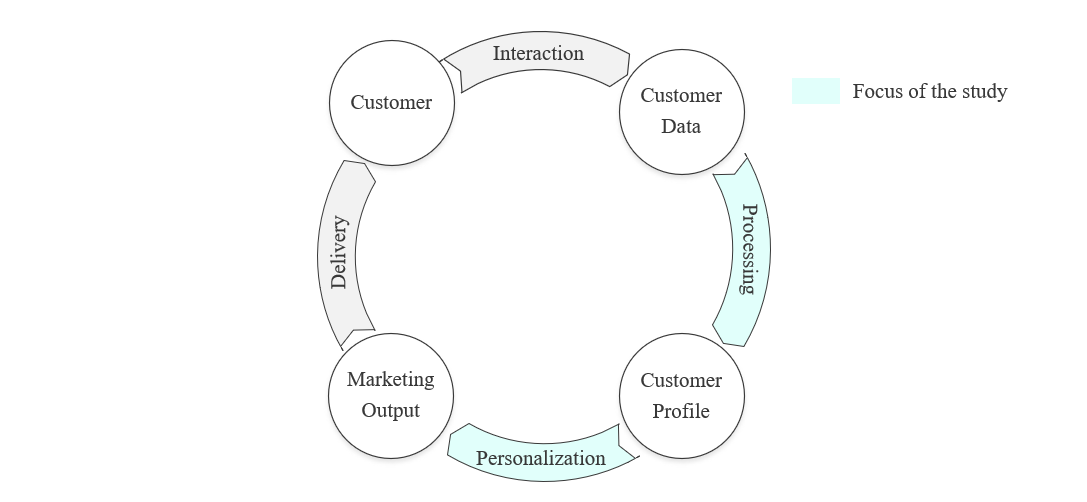 Interaction
Customer
Customer
Data
Focus of the study
Processing
Delivery
Customer
Profile
Marketing
Output
Personalization